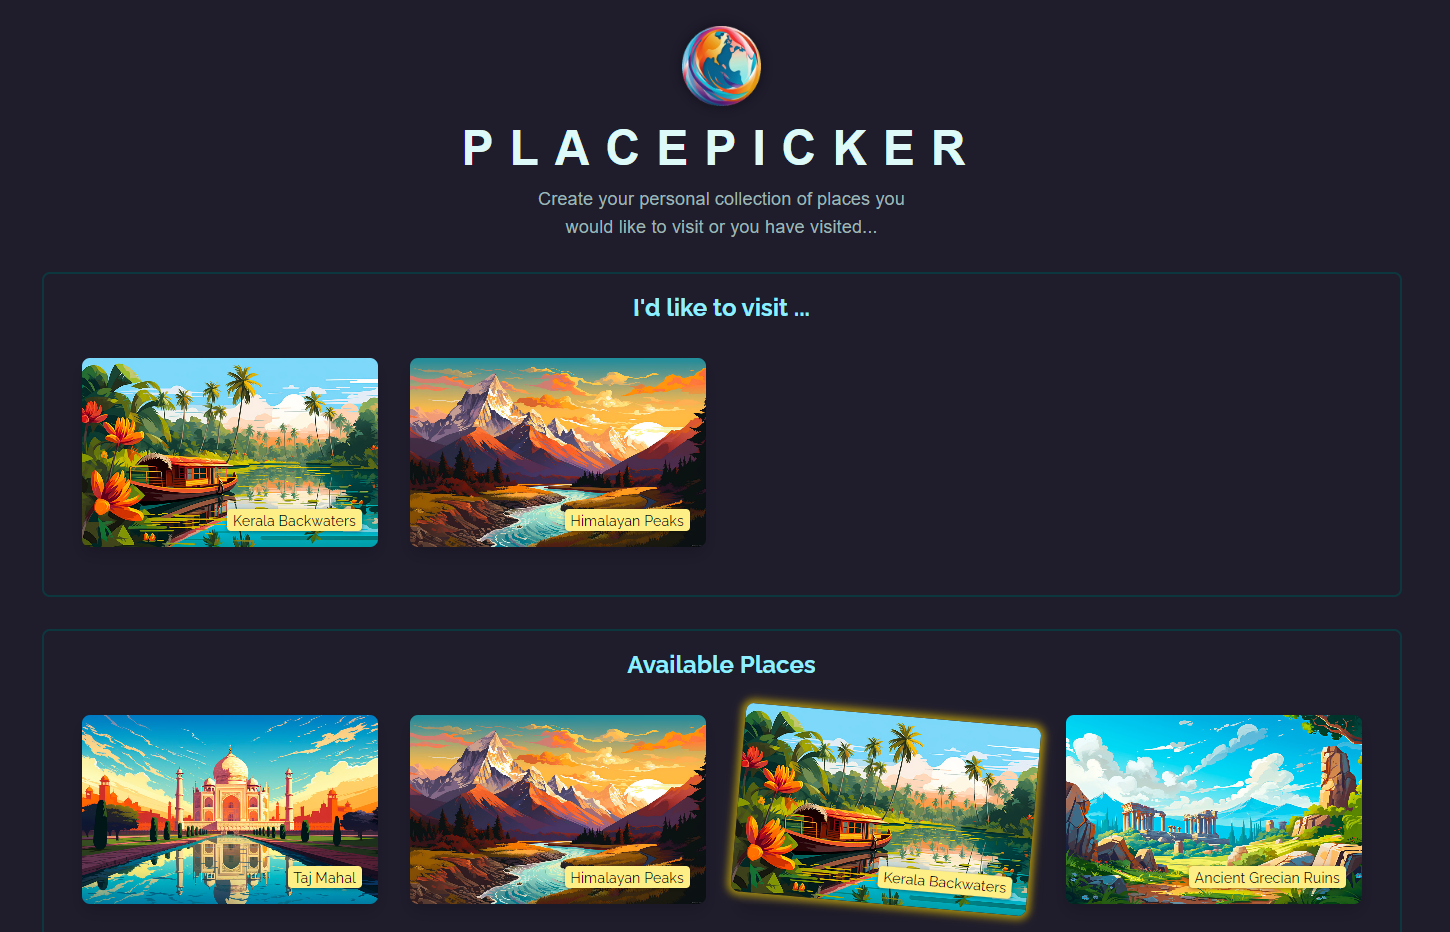 PLACEPICKER
Create your personal collection of places you
would like to visit or you have visited...
I'd like to visit ...
Kerala Backwaters
Himalayan Peaks
Available Places
Taj Mahal
Himalayan Peaks
Kerala Backwaters
Ancient Grecian Ruins